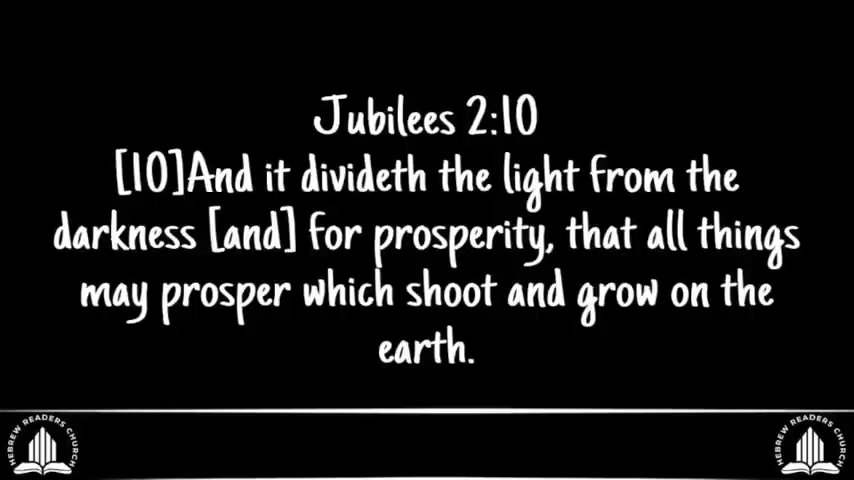 Jubilees 2:10
[10]And it divideth the light from the
darkness [and] for prosperity, that all things
may prosper which shoot and grow on the
earth.
HEBREW READERS CHURCH
HEBREW READERS CHURCH